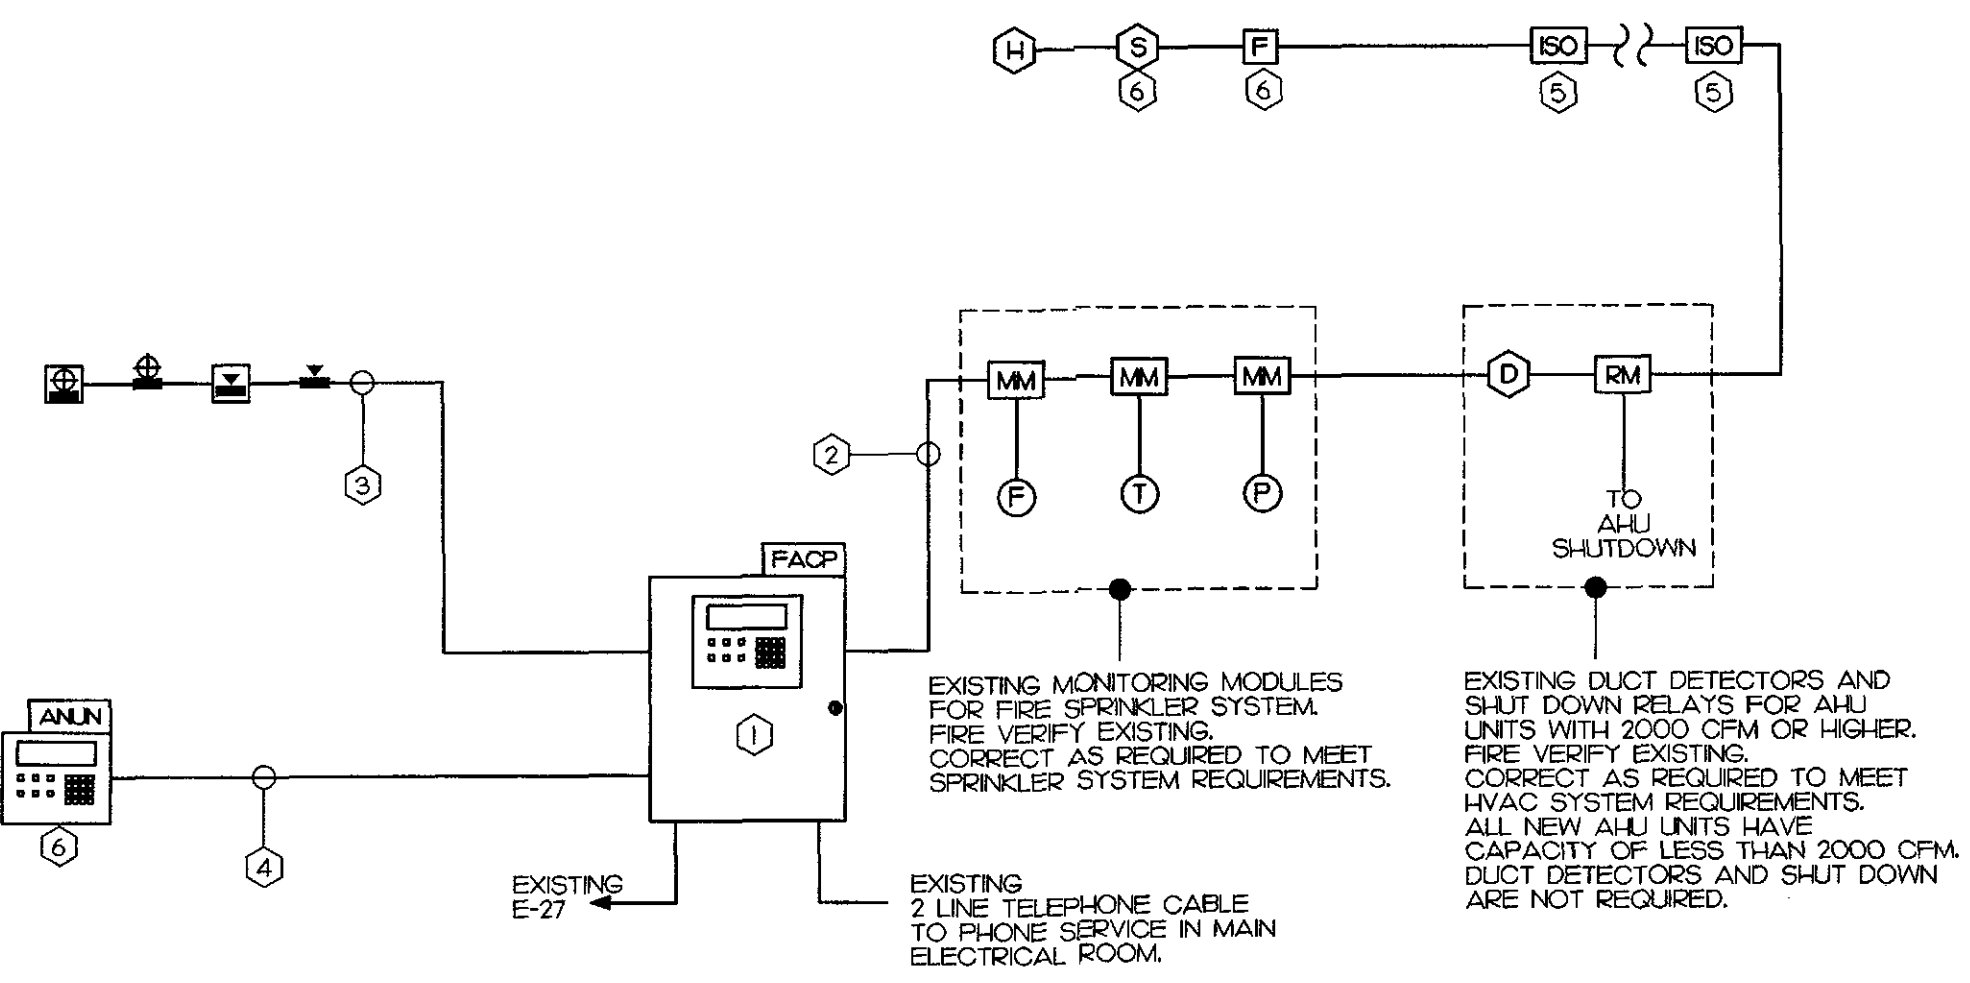 H
S
F
ISO
ISO
6
6
5
5
MM
MM
MM
D
RM
2
3
F
T
P
TO
AHU
SHUTDOWN
FACP
1
ANUN
6
4
EXISTING MONITORING MODULES
FOR FIRE SPRINKLER SYSTEM.
FIRE VERIFY EXISTING.
CORRECT AS REQUIRED TO MEET
SPRINKLER SYSTEM REQUIREMENTS.
EXISTING DUCT DETECTORS AND
SHUT DOWN RELAYS FOR AHU
UNITS WITH 2000 CFM OR HIGHER.
FIRE VERIFY EXISTING.
CORRECT AS REQUIRED TO MEET
HVAC SYSTEM REQUIREMENTS.
ALL NEW AHU UNITS HAVE
CAPACITY OF LESS THAN 2000 CFM.
DUCT DETECTORS AND SHUT DOWN
ARE NOT REQUIRED.
EXISTING
E-27
EXISTING
2 LINE TELEPHONE CABLE
TO PHONE SERVICE IN MAIN
ELECTRICAL ROOM.